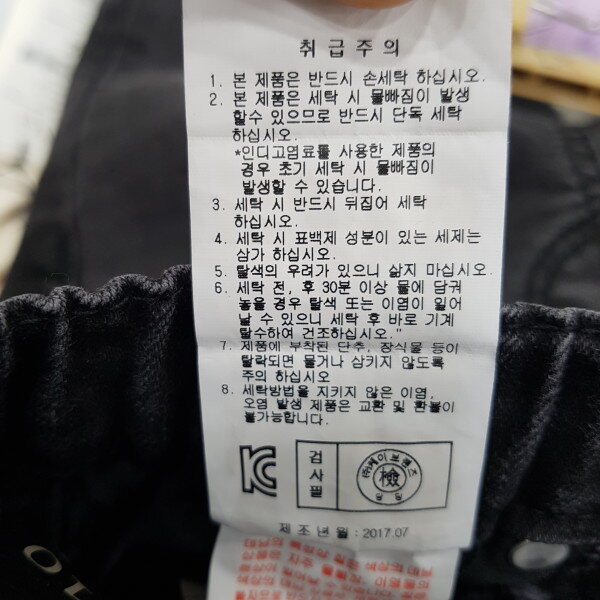 취급주의
1. 본 제품은 반드시 손세탁 하십시오.
2. 본 제품은 세탁 시 물빠짐이 발생
할수 있으므로 반드시 단독 세탁
하십시오.
*인디고염료를 사용한 제품의
경우 초기 세탁 시 물빠짐이
발생할 수 있습니다.
3. 세탁 시 반드시 뒤집어 세탁
하십시오.
4. 세탁 시 표백제 성분이 있는 세제는
삼가 하십시오.
5. 탈색의 우려가 있으니 삶지 마십시오.
6. 세탁 전, 후 30분 이상 물에 담궈
놓을 경우 탈색 또는 이염이 일어
날 수 있으니 세탁 후 바로 기계
탈수하여 건조하십시오."
7. 제품에 부착된 단추, 장식물 등이
탈락되면 물거나 삼키지 않도록
주의 하십시오
8. 세탁방법을 지키지 않은 이염,
오염 발생 제품은 교환 및 환불이
불가능합니다.
KC
검사필
檢
제조년월 : 2017.07